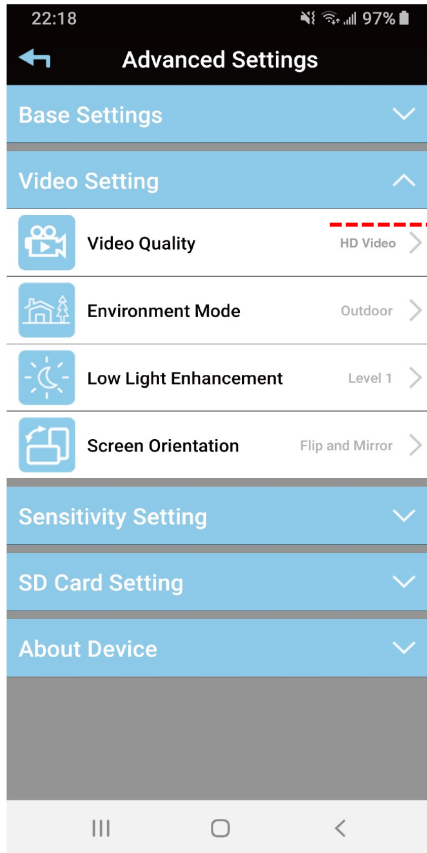 22:18 97%
Advanced Settings
Base Settings
Video Setting
Video Quality HD Video
Environment Mode Outdoor
Low Light Enhancement Level 1
Screen Orientation Flip and Mirror
Sensitivity Setting
SD Card Setting
About Device